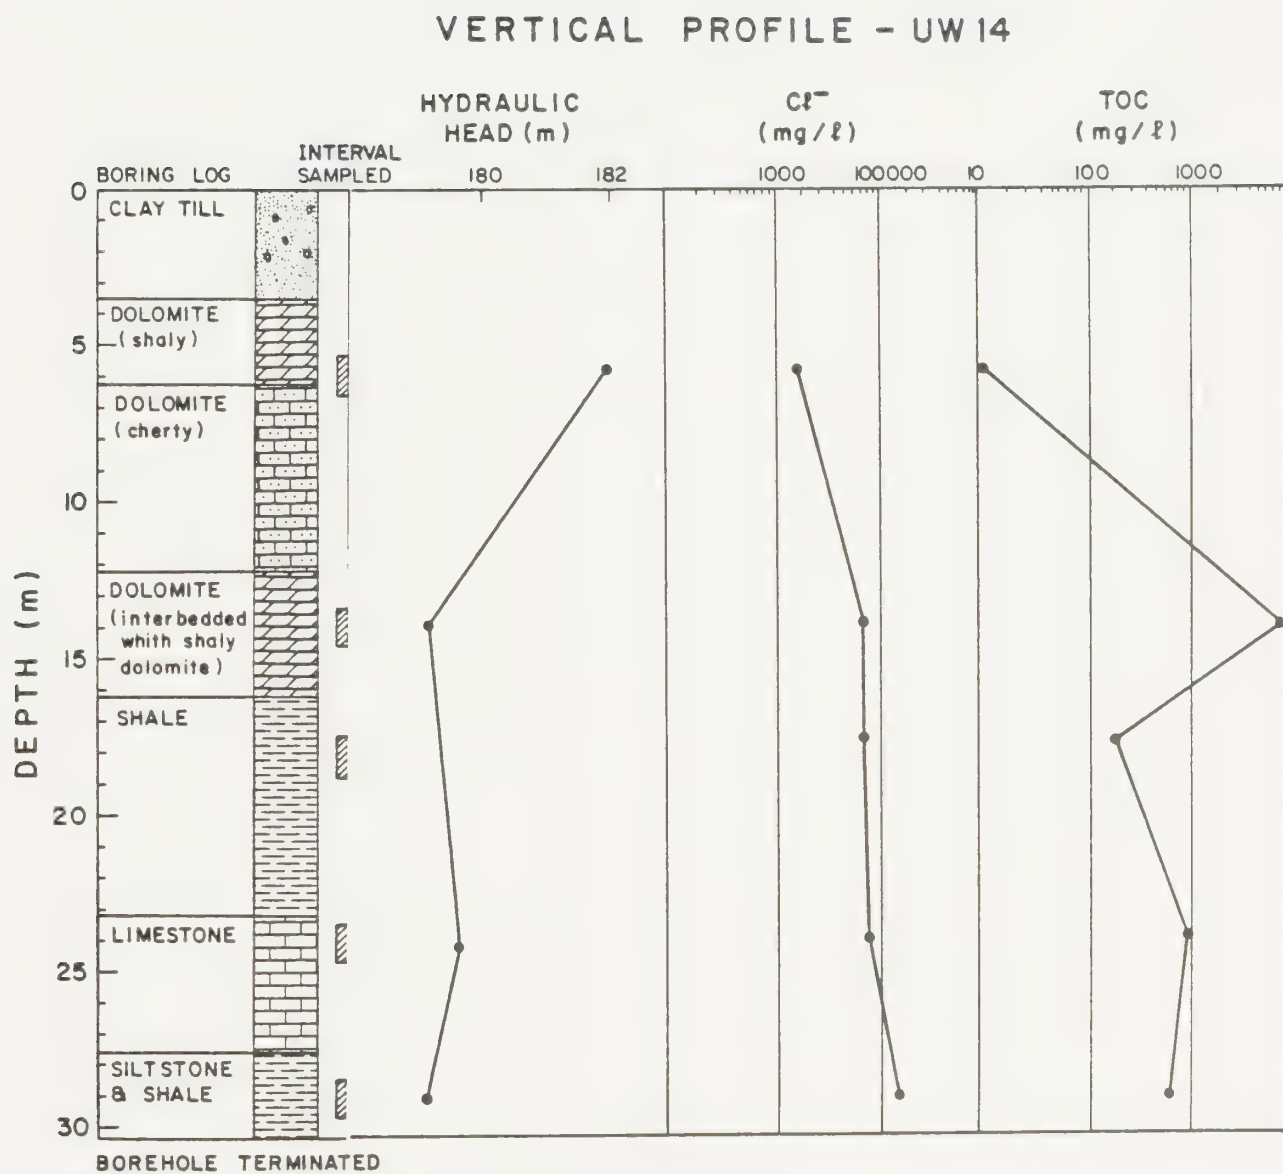 VERTICAL PROFILE - UW14
HYDRAULIC
HEAD (m)
Cℓ⁻
(mg/ℓ)
TOC
(mg/ℓ)
BORING LOG
INTERVAL
SAMPLED
180
182
1000
100000
10
100
1000
0
5
10
15
20
25
30
DEPTH (m)
CLAY TILL
DOLOMITE
(shaly)
DOLOMITE
(cherty)
DOLOMITE
(interbedded
whith shaly
dolomite)
SHALE
LIMESTONE
SILTSTONE
& SHALE
BOREHOLE TERMINATED